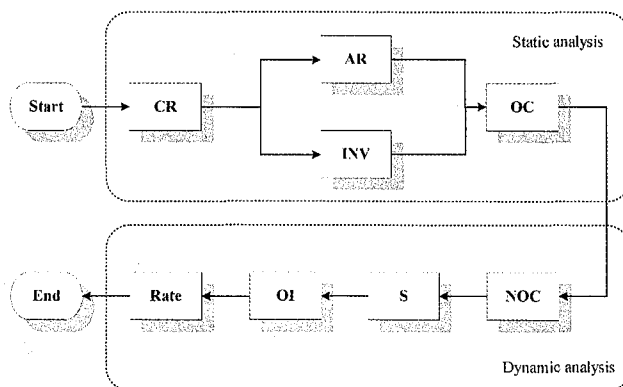 Static analysis
AR
Start
CR
OC
INV
End
Rate
OI
S
NOC
Dynamic analysis